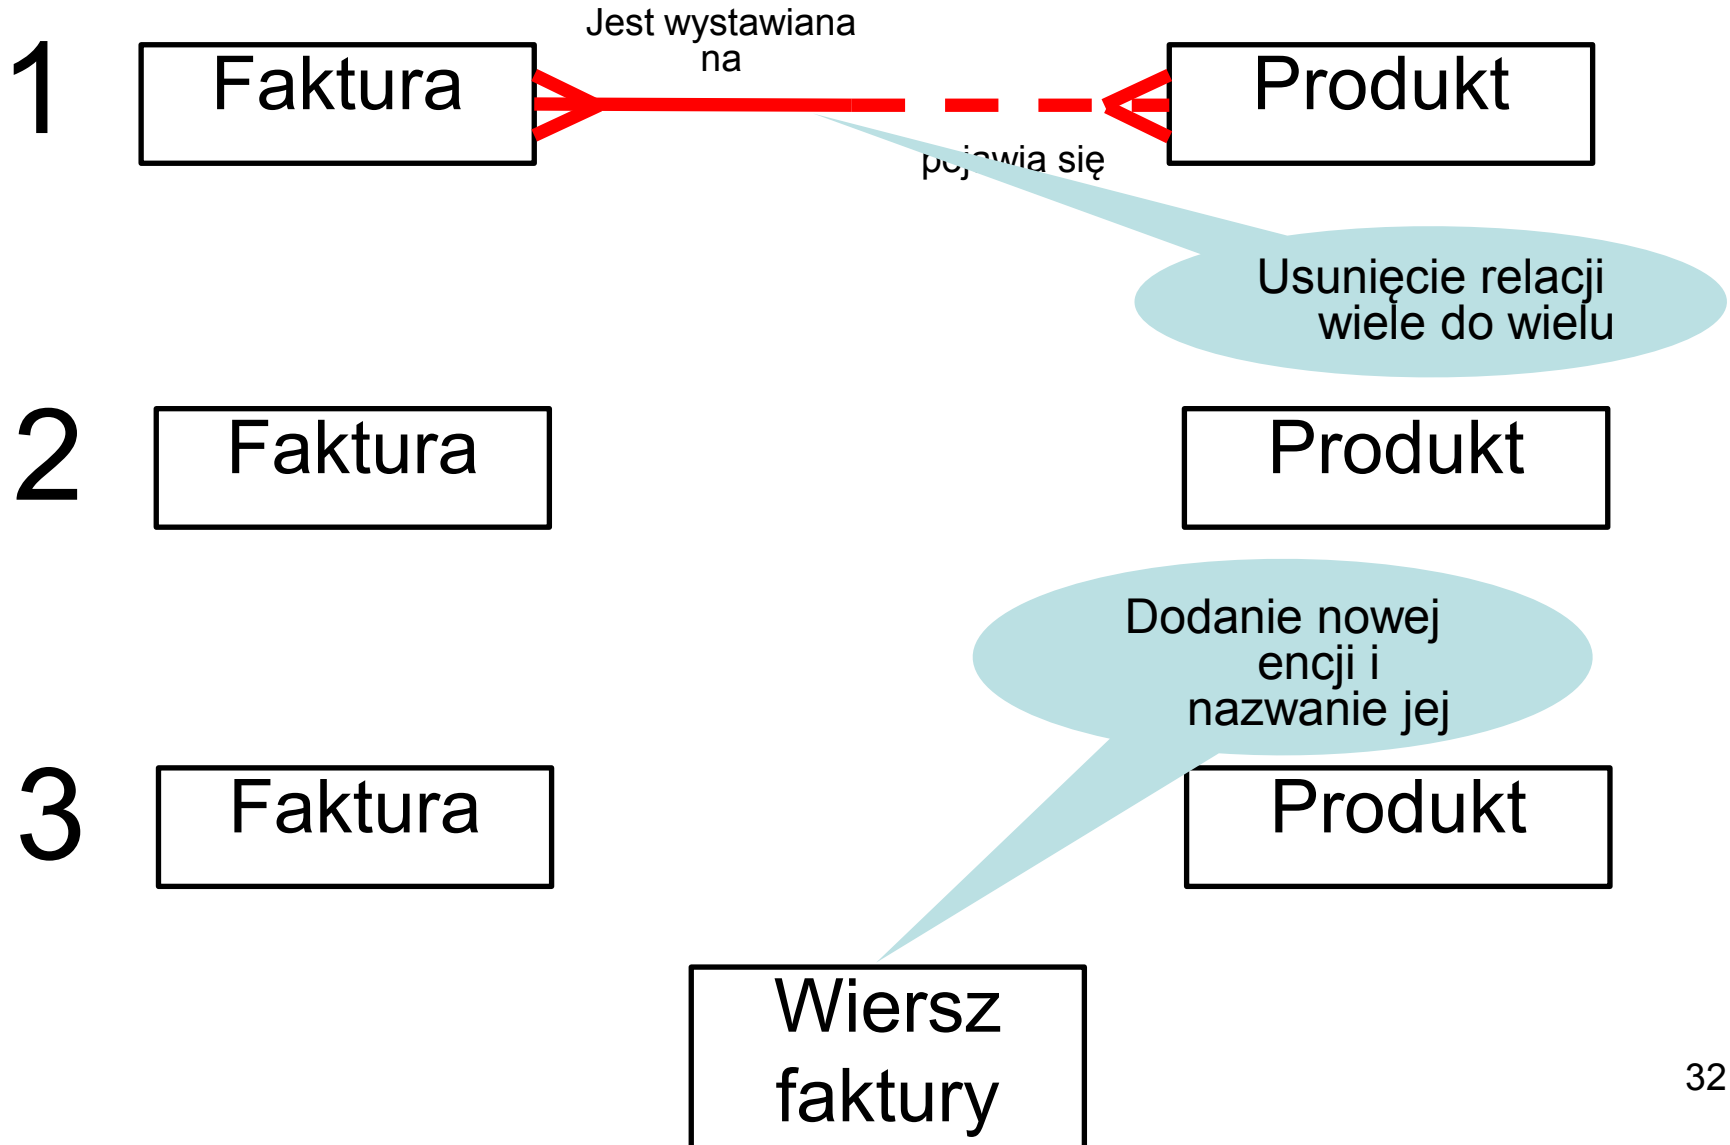 1
Faktura
Jest wystawiana
na
Produkt
pojawia się
Usunięcie relacji
wiele do wielu
2
Faktura
Produkt
Dodanie nowej
encji i
nazwanie jej
3
Faktura
Produkt
Wiersz
faktury
32